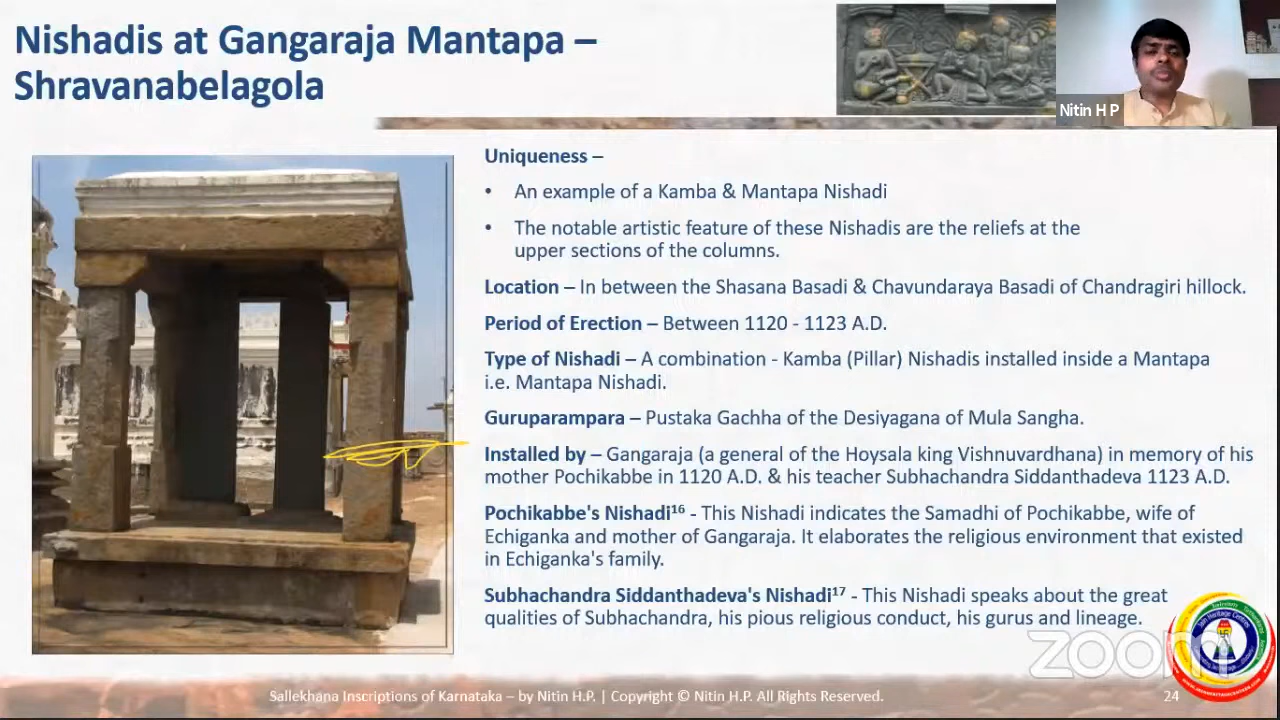 Nishadis at Gangaraja Mantapa –
Shravanabelagola
Nitin H P
Uniqueness –
• An example of a Kamba & Mantapa Nishadi
• The notable artistic feature of these Nishadis are the reliefs at the
upper sections of the columns.
Location – In between the Shasana Basadi & Chavundaraya Basadi of Chandragiri hillock.
Period of Erection – Between 1120 - 1123 A.D.
Type of Nishadi – A combination - Kamba (Pillar) Nishadis installed inside a Mantapa
i.e. Mantapa Nishadi.
Guruparampara – Pustaka Gachha of the Desiyagana of Mula Sangha.
Installed by – Gangaraja (a general of the Hoysala king Vishnuvardhana) in memory of his
mother Pochikabbe in 1120 A.D. & his teacher Subhachandra Siddanthadeva 1123 A.D.
Pochikabbe's Nishadi¹⁶ - This Nishadi indicates the Samadhi of Pochikabbe, wife of
Echiganka and mother of Gangaraja. It elaborates the religious environment that existed
in Echiganka's family.
Subhachandra Siddanthadeva's Nishadi¹⁷ - This Nishadi speaks about the great
qualities of Subhachandra, his pious religious conduct, his gurus and lineage.
zoom
Jain Heritage Centres
Sallekhana Inscriptions of Karnataka – by Nitin H.P. | Copyright © Nitin H.P. All Rights Reserved.
24